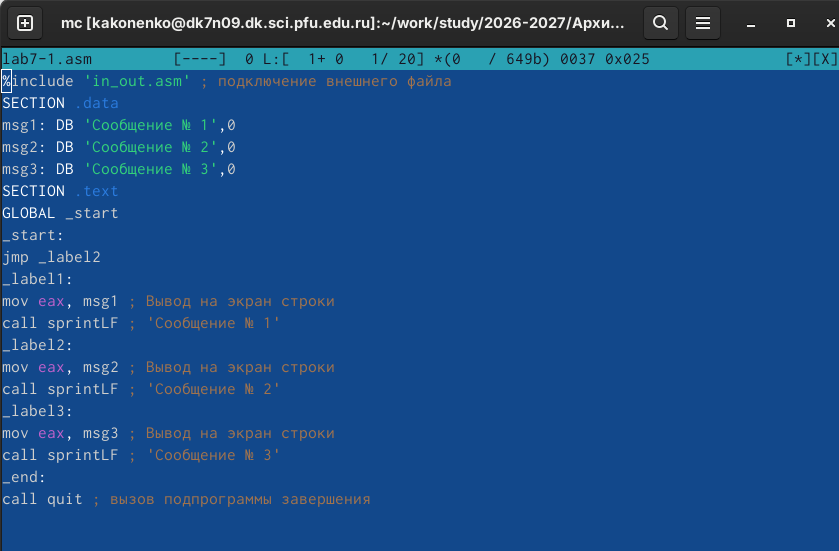 mc [kakonenko@dk7n09.dk.sci.pfu.edu.ru]:~/work/study/2026-2027/Архи...
lab7-1.asm [----] 0 L:[ 1+ 0 1/ 20] *(0 / 649b) 0037 0x025 [*][X]
%include 'in_out.asm' ; подключение внешнего файла
SECTION .data
msg1: DB 'Сообщение № 1',0
msg2: DB 'Сообщение № 2',0
msg3: DB 'Сообщение № 3',0
SECTION .text
GLOBAL _start
_start:
jmp _label2
_label1:
mov eax, msg1 ; Вывод на экран строки
call sprintLF ; 'Сообщение № 1'
_label2:
mov eax, msg2 ; Вывод на экран строки
call sprintLF ; 'Сообщение № 2'
_label3:
mov eax, msg3 ; Вывод на экран строки
call sprintLF ; 'Сообщение № 3'
_end:
call quit ; вызов подпрограммы завершения